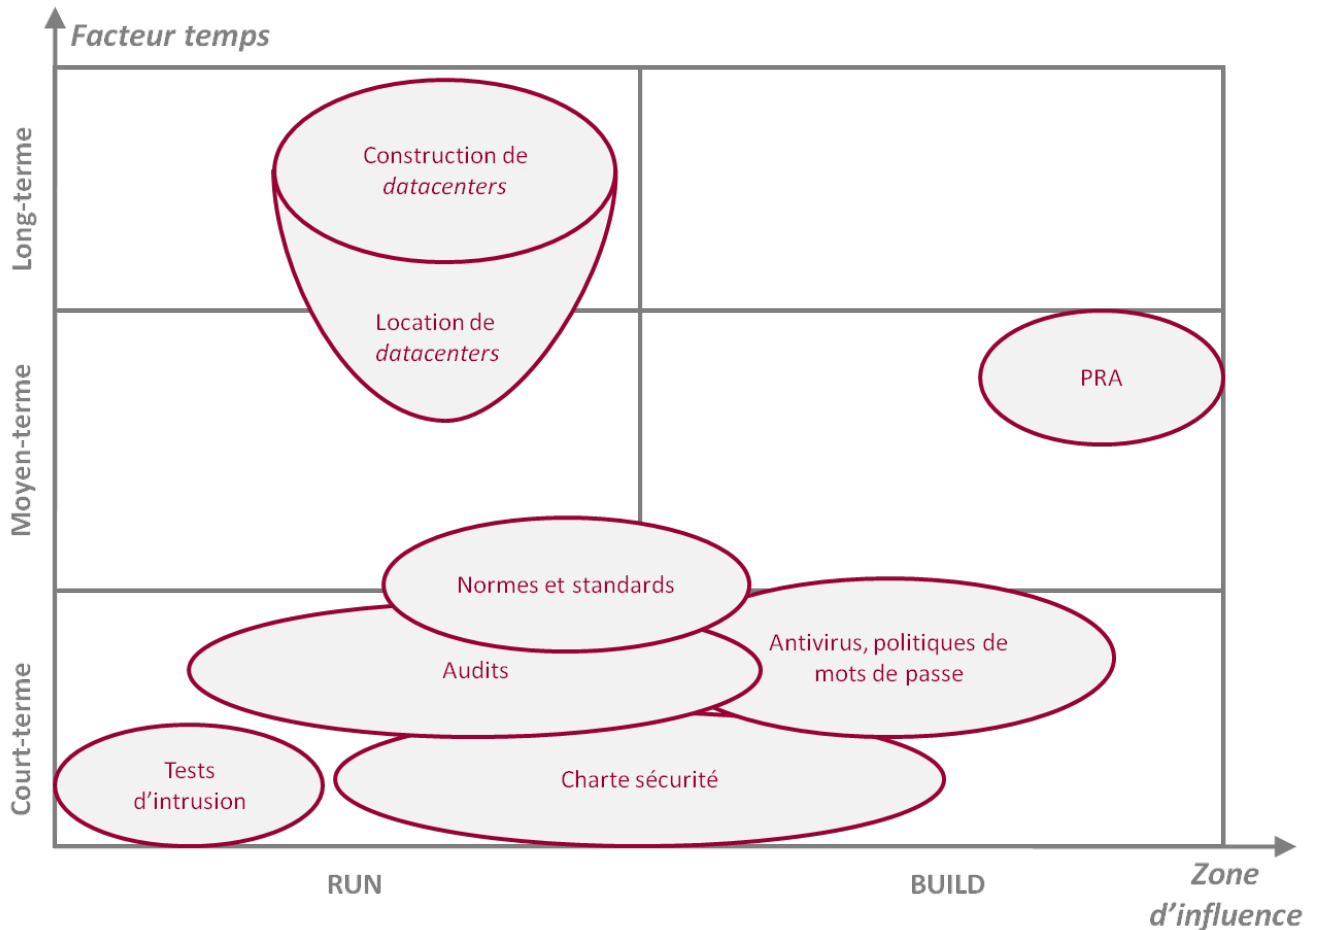 Facteur temps
Long-terme
Construction de
datacenters
Location de
datacenters
Moyen-terme
PRA
Normes et standards
Antivirus, politiques de
mots de passe
Audits
Court-terme
Tests
d'intrusion
Charte sécurité
RUN
BUILD
Zone
d'influence